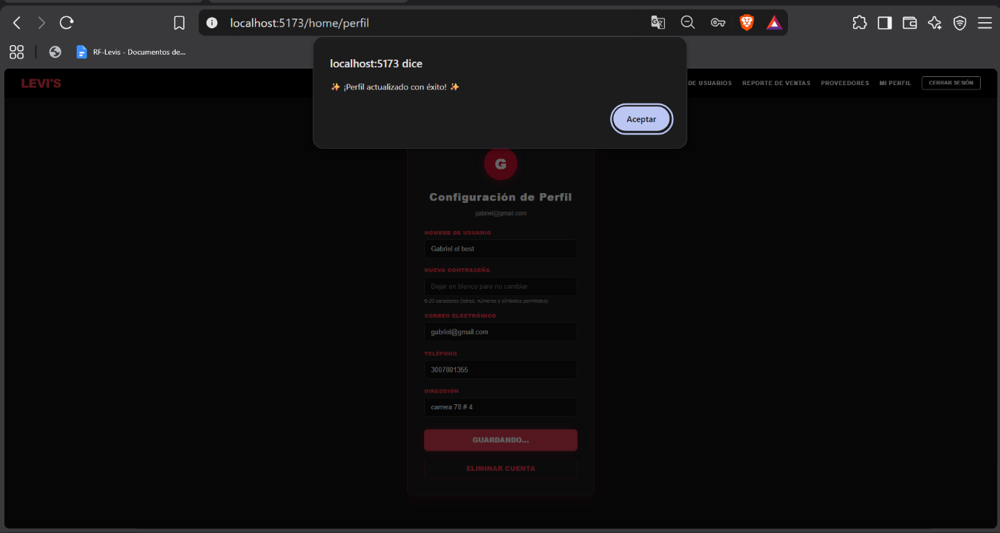 localhost:5173/home/perfil
RF-Levis - Documentos de...
localhost:5173 dice
✨ ¡Perfil actualizado con éxito! ✨
Aceptar
LEVI'S
DE USUARIOS
REPORTE DE VENTAS
PROVEEDORES
MI PERFIL
CERRAR SESIÓN
G
Configuración de Perfil
gabriel@gmail.com
NOMBRE DE USUARIO
Gabriel el best
NUEVA CONTRASEÑA
Dejar en blanco para no cambiar
6-20 caracteres (letras, números y símbolos permitidos)
CORREO ELECTRÓNICO
gabriel@gmail.com
TELÉFONO
3007801355
DIRECCIÓN
carrera 78 # 4
GUARDANDO...
ELIMINAR CUENTA